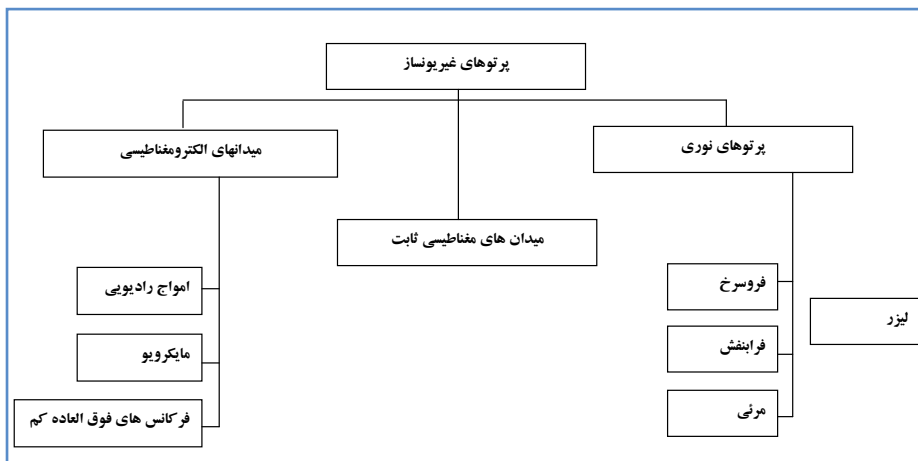 پرتوهای غیریونساز
پرتوهای نوری
میدانهای الکترومغناطیسی
میدان های مغناطیسی ثابت
فروسرخ
فرابنفش
مرئی
لیزر
امواج رادیویی
مایکرویو
فرکانس های فوق العاده کم